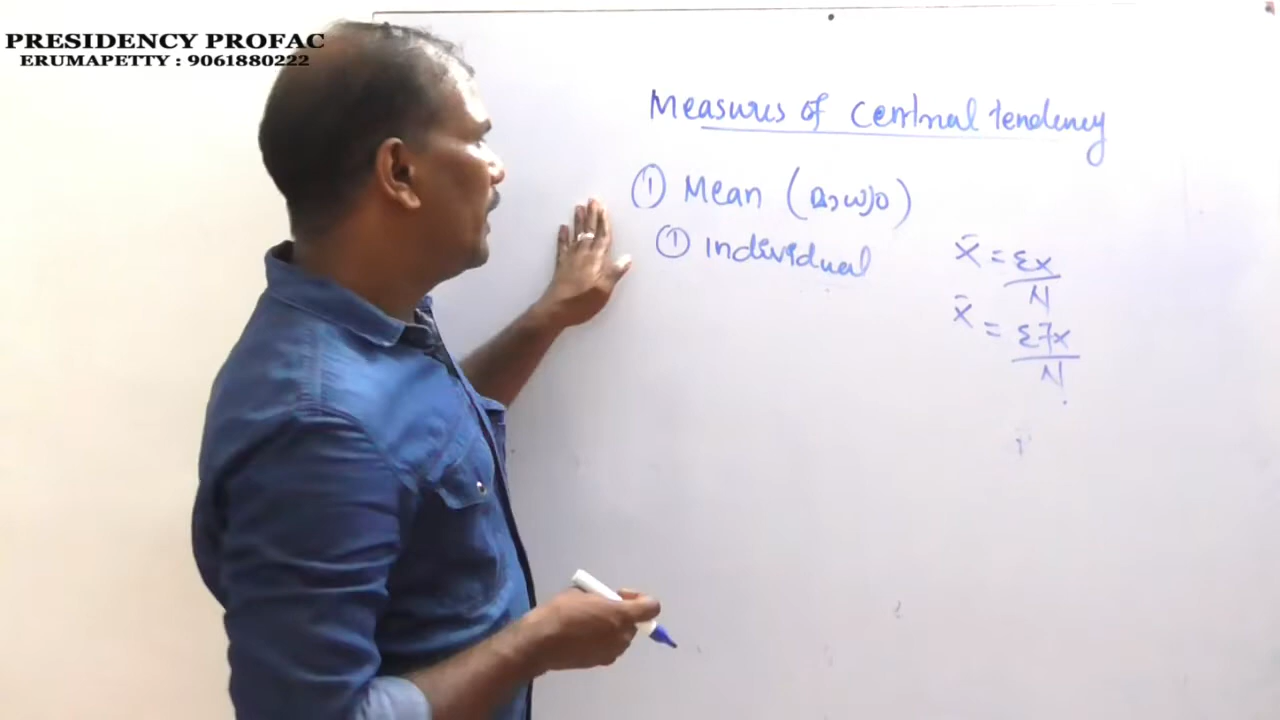 PRESIDENCY PROFAC
ERUMAPETTY : 9061880222
Measures of Central tendency
① Mean (മാധ്യം)
① Individual
x̄ = Σx/N
x̄ = Σfx/N